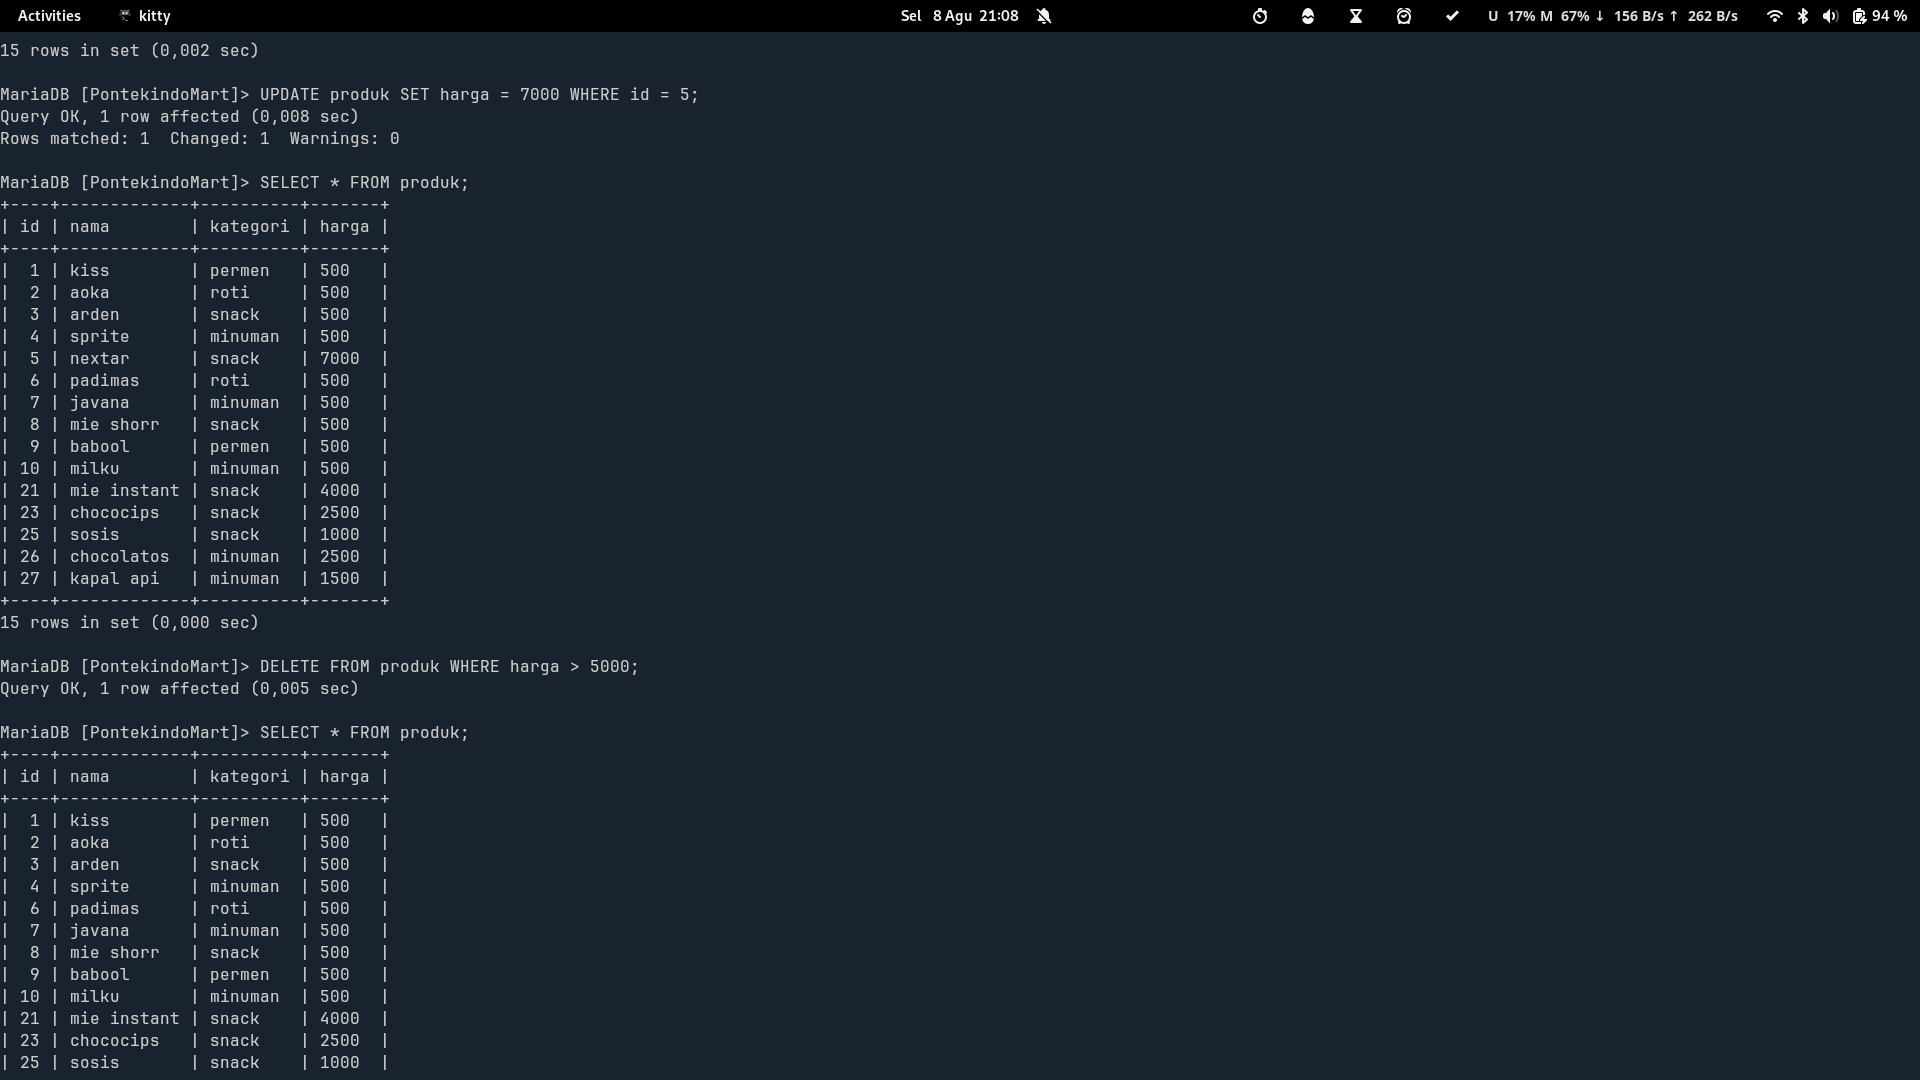 Activities kitty Sel 8 Agu 21:08 U 17% M 67% ↓ 156 B/s ↑ 262 B/s 94 %
15 rows in set (0,002 sec)
MariaDB [PontekindoMart]> UPDATE produk SET harga = 7000 WHERE id = 5;
Query OK, 1 row affected (0,008 sec)
Rows matched: 1  Changed: 1  Warnings: 0
MariaDB [PontekindoMart]> SELECT * FROM produk;
+----+-------------+----------+-------+
| id | nama        | kategori | harga |
+----+-------------+----------+-------+
|  1 | kiss        | permen   | 500   |
|  2 | aoka        | roti     | 500   |
|  3 | arden       | snack    | 500   |
|  4 | sprite      | minuman  | 500   |
|  5 | nextar      | snack    | 7000  |
|  6 | padimas     | roti     | 500   |
|  7 | javana      | minuman  | 500   |
|  8 | mie shorr   | snack    | 500   |
|  9 | babool      | permen   | 500   |
| 10 | milku       | minuman  | 500   |
| 21 | mie instant | snack    | 4000  |
| 23 | chococips   | snack    | 2500  |
| 25 | sosis       | snack    | 1000  |
| 26 | chocolatos  | minuman  | 2500  |
| 27 | kapal api   | minuman  | 1500  |
+----+-------------+----------+-------+
15 rows in set (0,000 sec)
MariaDB [PontekindoMart]> DELETE FROM produk WHERE harga > 5000;
Query OK, 1 row affected (0,005 sec)
MariaDB [PontekindoMart]> SELECT * FROM produk;
+----+-------------+----------+-------+
| id | nama        | kategori | harga |
+----+-------------+----------+-------+
|  1 | kiss        | permen   | 500   |
|  2 | aoka        | roti     | 500   |
|  3 | arden       | snack    | 500   |
|  4 | sprite      | minuman  | 500   |
|  6 | padimas     | roti     | 500   |
|  7 | javana      | minuman  | 500   |
|  8 | mie shorr   | snack    | 500   |
|  9 | babool      | permen   | 500   |
| 10 | milku       | minuman  | 500   |
| 21 | mie instant | snack    | 4000  |
| 23 | chococips   | snack    | 2500  |
| 25 | sosis       | snack    | 1000  |